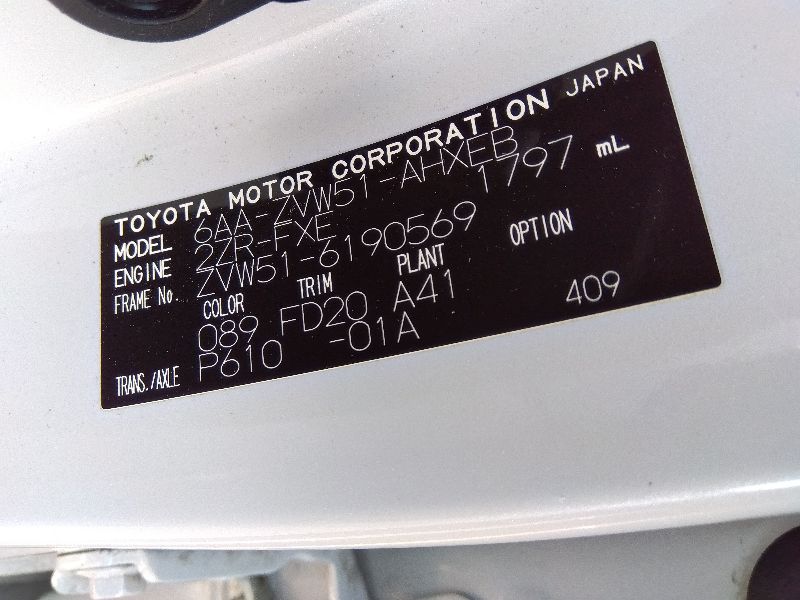 TOYOTA MOTOR CORPORATION JAPAN
MODEL 6AA-ZVW51-AHXEB
ENGINE 2ZR-FXE 1797 mL
FRAME No. ZVW51-6190569
COLOR TRIM PLANT OPTION
089 FD20 A41 409
TRANS./AXLE P610 -01A